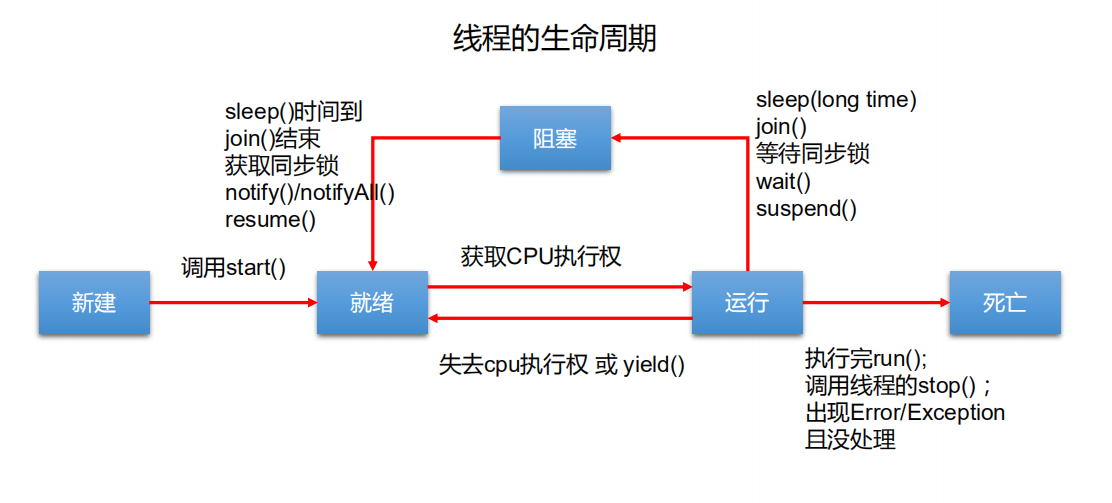 线程的生命周期
sleep()时间到
join()结束
获取同步锁
notify()/notifyAll()
resume()
阻塞
sleep(long time)
join()
等待同步锁
wait()
suspend()
调用start()
获取CPU执行权
新建
就绪
运行
死亡
失去cpu执行权 或 yield()
执行完run();
调用线程的stop()；
出现Error/Exception
且没处理